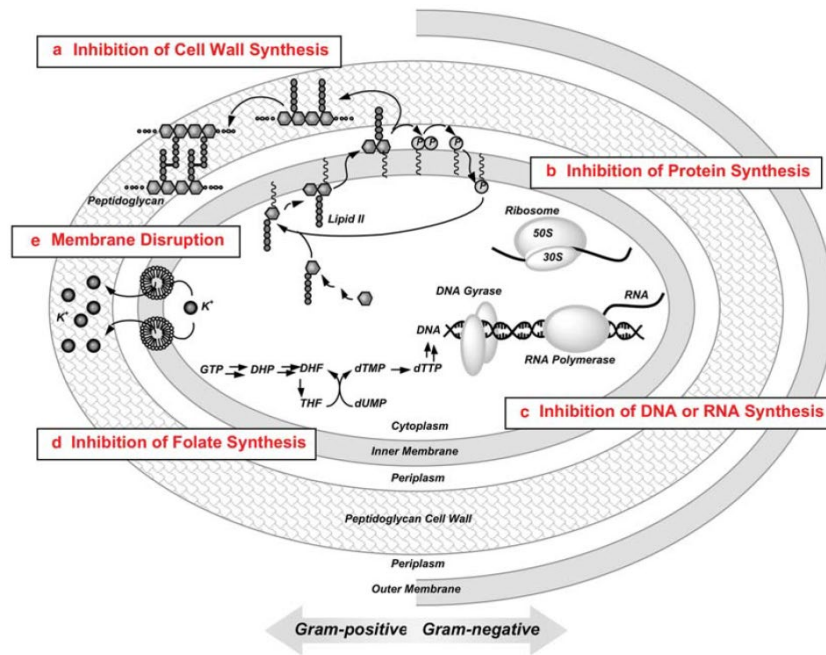 a Inhibition of Cell Wall Synthesis
P P P
P
b Inhibition of Protein Synthesis
Peptidoglycan
Lipid II
Ribosome
50S
30S
e Membrane Disruption
K+
K+
DNA Gyrase
RNA
DNA
RNA Polymerase
GTP DHP DHF dTMP dTTP
THF dUMP
c Inhibition of DNA or RNA Synthesis
Cytoplasm
d Inhibition of Folate Synthesis
Inner Membrane
Periplasm
Peptidoglycan Cell Wall
Periplasm
Outer Membrane
Gram-positive Gram-negative